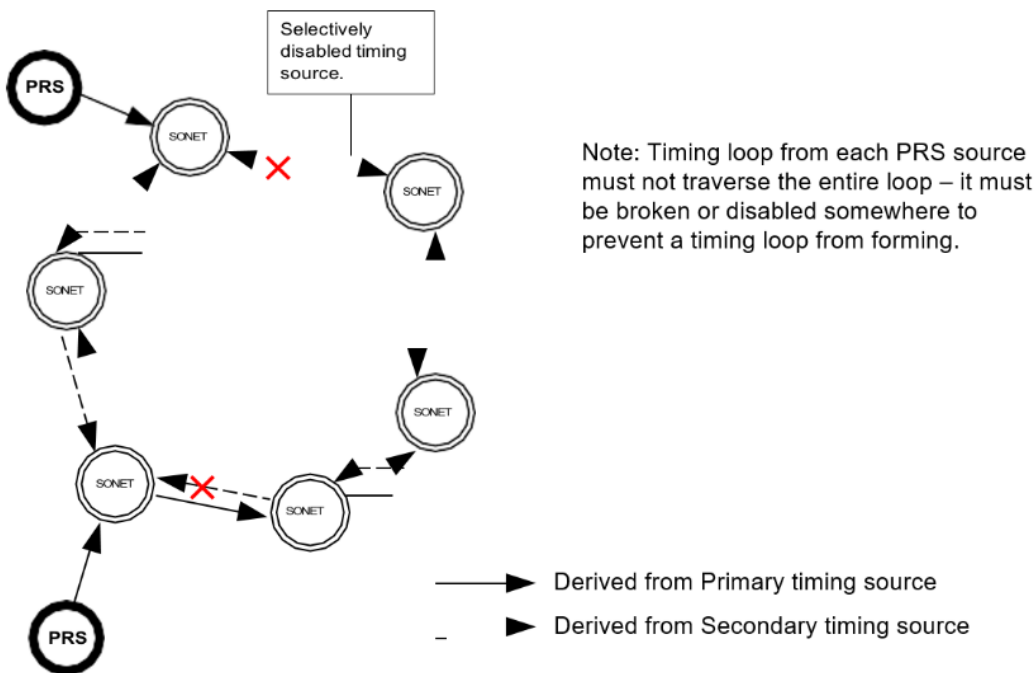 Selectively
disabled timing
source.
PRS
SONET
SONET
Note: Timing loop from each PRS source
must not traverse the entire loop – it must
be broken or disabled somewhere to
prevent a timing loop from forming.
SONET
SONET
SONET
SONET
PRS
Derived from Primary timing source
Derived from Secondary timing source